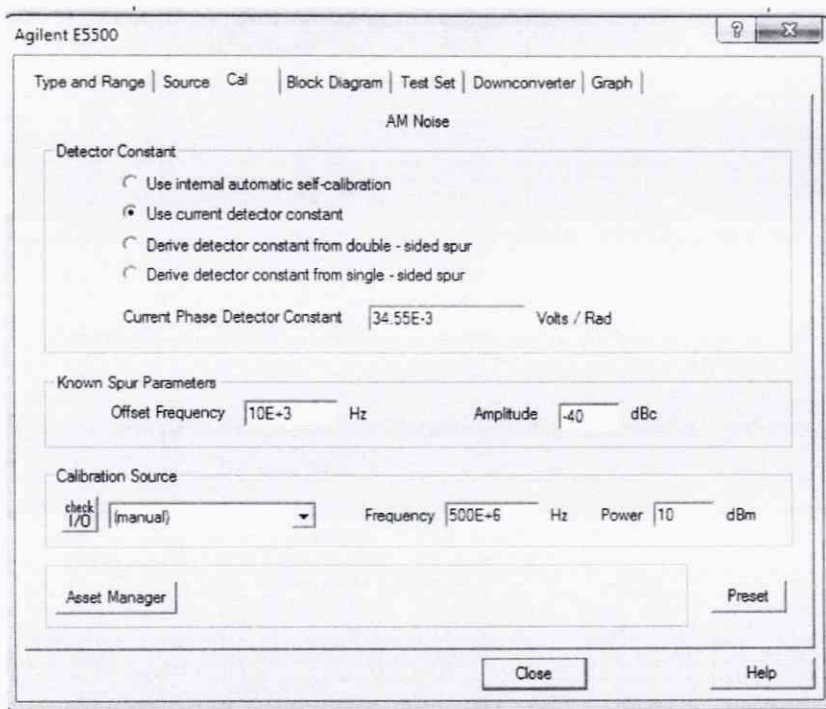 Agilent E5500
Type and Range Source Cal Block Diagram Test Set Downconverter Graph
AM Noise
Detector Constant
Use internal automatic self-calibration
Use current detector constant
Derive detector constant from double - sided spur
Derive detector constant from single - sided spur
Current Phase Detector Constant 34.55E-3 Volts / Rad
Known Spur Parameters
Offset Frequency 10E+3 Hz Amplitude -40 dBc
Calibration Source
check I/O (manual) Frequency 500E+6 Hz Power 10 dBm
Asset Manager Preset
Close Help